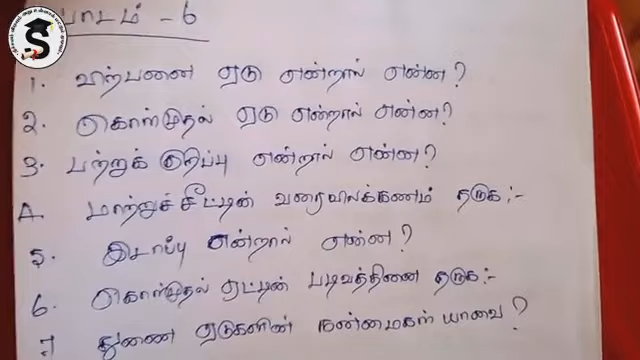 பாடம் - 6
1. விற்பனை ஏடு என்றால் என்ன?
2. கொள்முதல் ஏடு என்றால் என்ன?
3. பற்றுக் குறிப்பு என்றால் என்ன?
4. மாற்றுச்சீட்டின் வரைவிலக்கணம் தருக:-
5. இடாப்பு என்றால் என்ன?
6. கொள்முதல் ஏட்டின் படிவத்தினை தருக:-
7 துணை ஏடுகளின் நன்மைகள் யாவை?